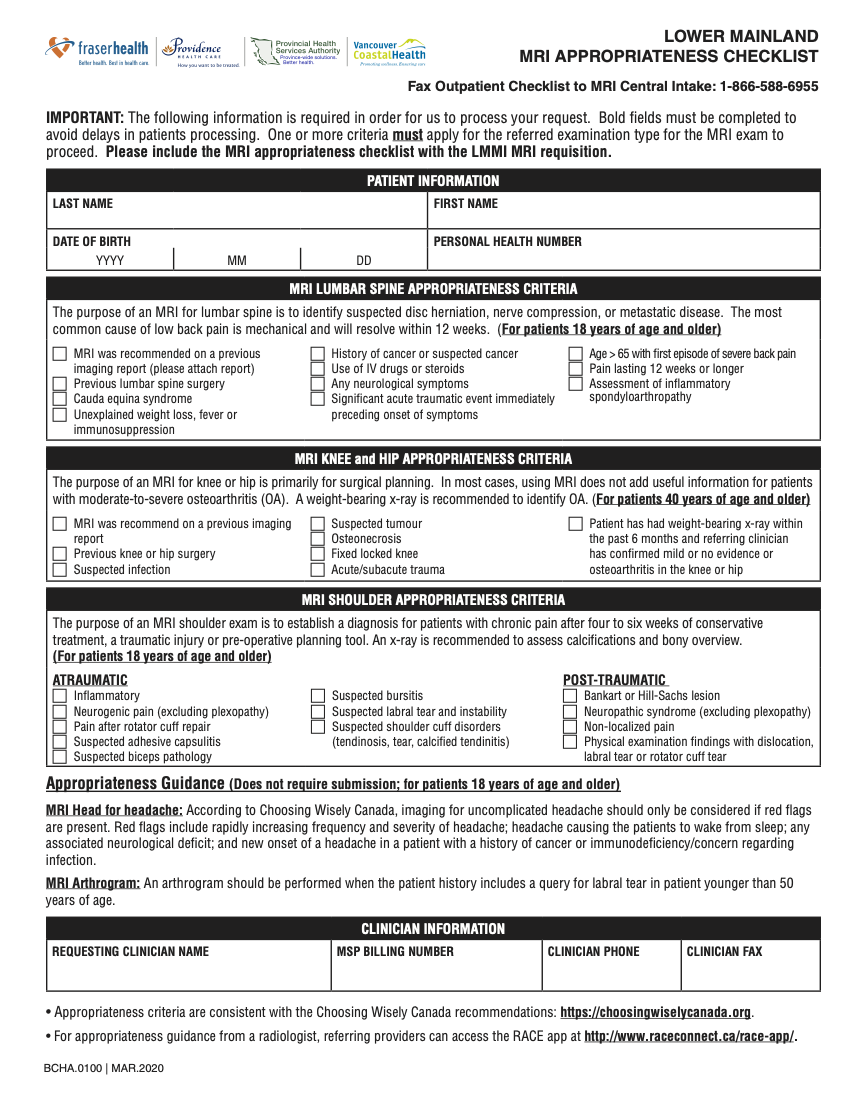 fraserhealth
Better health. Best in health care.
Providence
HEALTH CARE
How you want to be treated.
Provincial Health
Services Authority
Province-wide solutions.
Better health.
Vancouver
CoastalHealth
Promoting wellness. Ensuring care.
LOWER MAINLAND
MRI APPROPRIATENESS CHECKLIST
Fax Outpatient Checklist to MRI Central Intake: 1-866-588-6955
IMPORTANT: The following information is required in order for us to process your request. Bold fields must be completed to
avoid delays in patients processing. One or more criteria must apply for the referred examination type for the MRI exam to
proceed. Please include the MRI appropriateness checklist with the LMMI MRI requisition.
PATIENT INFORMATION
LAST NAME
FIRST NAME
DATE OF BIRTH
YYYY MM DD
PERSONAL HEALTH NUMBER
MRI LUMBAR SPINE APPROPRIATENESS CRITERIA
The purpose of an MRI for lumbar spine is to identify suspected disc herniation, nerve compression, or metastatic disease. The most
common cause of low back pain is mechanical and will resolve within 12 weeks. (For patients 18 years of age and older)
MRI was recommended on a previous
imaging report (please attach report)
Previous lumbar spine surgery
Cauda equina syndrome
Unexplained weight loss, fever or
immunosuppression
History of cancer or suspected cancer
Use of IV drugs or steroids
Any neurological symptoms
Significant acute traumatic event immediately
preceding onset of symptoms
Age > 65 with first episode of severe back pain
Pain lasting 12 weeks or longer
Assessment of inflammatory
spondyloarthropathy
MRI KNEE and HIP APPROPRIATENESS CRITERIA
The purpose of an MRI for knee or hip is primarily for surgical planning. In most cases, using MRI does not add useful information for patients
with moderate-to-severe osteoarthritis (OA). A weight-bearing x-ray is recommended to identify OA. (For patients 40 years of age and older)
MRI was recommend on a previous imaging
report
Previous knee or hip surgery
Suspected infection
Suspected tumour
Osteonecrosis
Fixed locked knee
Acute/subacute trauma
Patient has had weight-bearing x-ray within
the past 6 months and referring clinician
has confirmed mild or no evidence or
osteoarthritis in the knee or hip
MRI SHOULDER APPROPRIATENESS CRITERIA
The purpose of an MRI shoulder exam is to establish a diagnosis for patients with chronic pain after four to six weeks of conservative
treatment, a traumatic injury or pre-operative planning tool. An x-ray is recommended to assess calcifications and bony overview.
(For patients 18 years of age and older)
ATRAUMATIC
Inflammatory
Neurogenic pain (excluding plexopathy)
Pain after rotator cuff repair
Suspected adhesive capsulitis
Suspected biceps pathology
Suspected bursitis
Suspected labral tear and instability
Suspected shoulder cuff disorders
(tendinosis, tear, calcified tendinitis)
POST-TRAUMATIC
Bankart or Hill-Sachs lesion
Neuropathic syndrome (excluding plexopathy)
Non-localized pain
Physical examination findings with dislocation,
labral tear or rotator cuff tear
Appropriateness Guidance (Does not require submission; for patients 18 years of age and older)
MRI Head for headache: According to Choosing Wisely Canada, imaging for uncomplicated headache should only be considered if red flags
are present. Red flags include rapidly increasing frequency and severity of headache; headache causing the patients to wake from sleep; any
associated neurological deficit; and new onset of a headache in a patient with a history of cancer or immunodeficiency/concern regarding
infection.
MRI Arthrogram: An arthrogram should be performed when the patient history includes a query for labral tear in patient younger than 50
years of age.
CLINICIAN INFORMATION
REQUESTING CLINICIAN NAME
MSP BILLING NUMBER
CLINICIAN PHONE
CLINICIAN FAX
• Appropriateness criteria are consistent with the Choosing Wisely Canada recommendations: https://choosingwiselycanada.org.
• For appropriateness guidance from a radiologist, referring providers can access the RACE app at http://www.raceconnect.ca/race-app/.
BCHA.0100 | MAR.2020